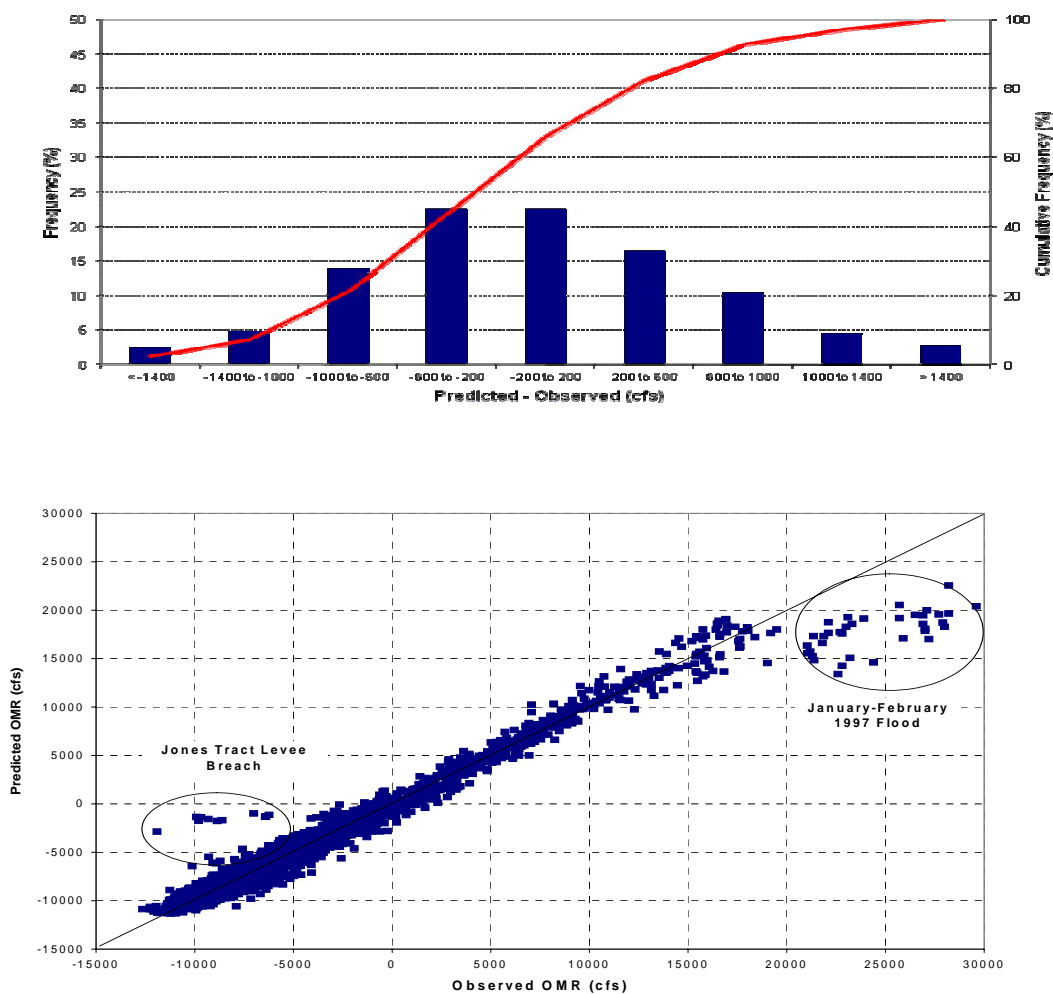 50
45
40
35
30
25
20
15
10
5
0
100
80
60
40
20
0
Frequency (%)
Cumulative Frequency (%)
<-1400 -1400 to -1000 -1000 to -600 -600 to -200 -200 to 200 200 to 600 600 to 1000 1000 to 1400 >1400
Predicted - Observed (cfs)
30000
25000
20000
15000
10000
5000
0
-5000
-10000
-15000
Predicted OMR (cfs)
Jones Tract Levee
Breach
January-February
1997 Flood
-15000 -10000 -5000 0 5000 10000 15000 20000 25000 30000
Observed OMR (cfs)